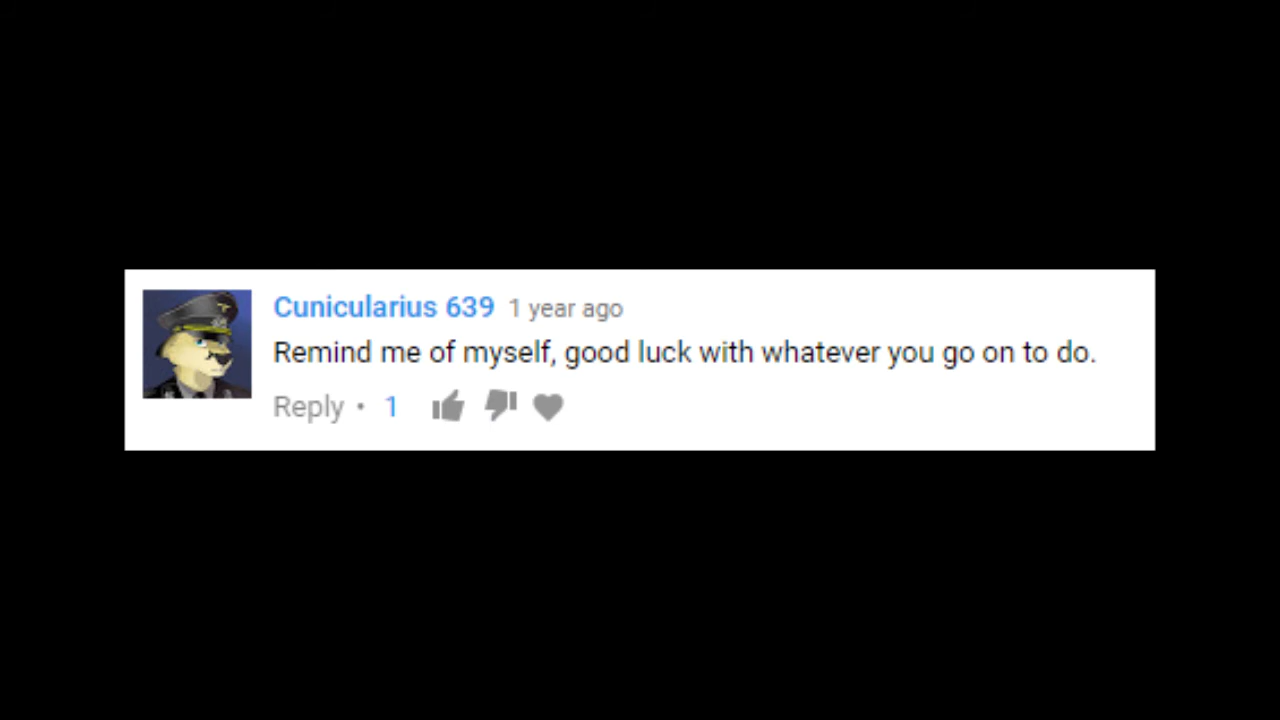 Cunicularius 639 1 year ago
Remind me of myself, good luck with whatever you go on to do.
Reply • 1